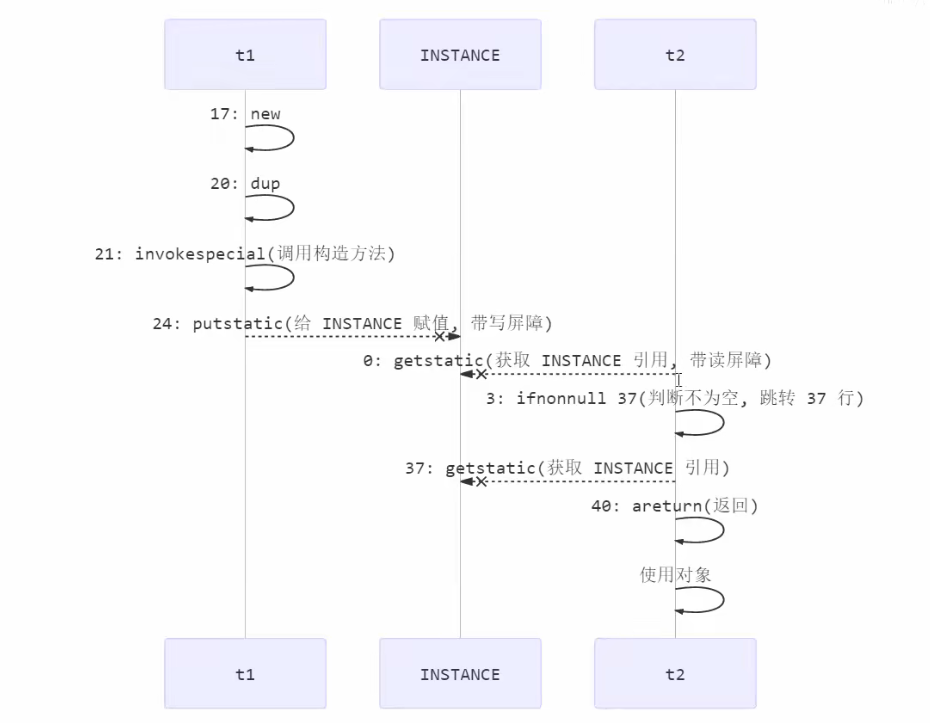 t1
INSTANCE
t2
17: new
20: dup
21: invokespecial(调用构造方法)
24: putstatic(给 INSTANCE 赋值, 带写屏障)
0: getstatic(获取 INSTANCE 引用, 带读屏障)
3: ifnonnull 37(判断不为空, 跳转 37 行)
37: getstatic(获取 INSTANCE 引用)
40: areturn(返回)
使用对象
t1
INSTANCE
t2